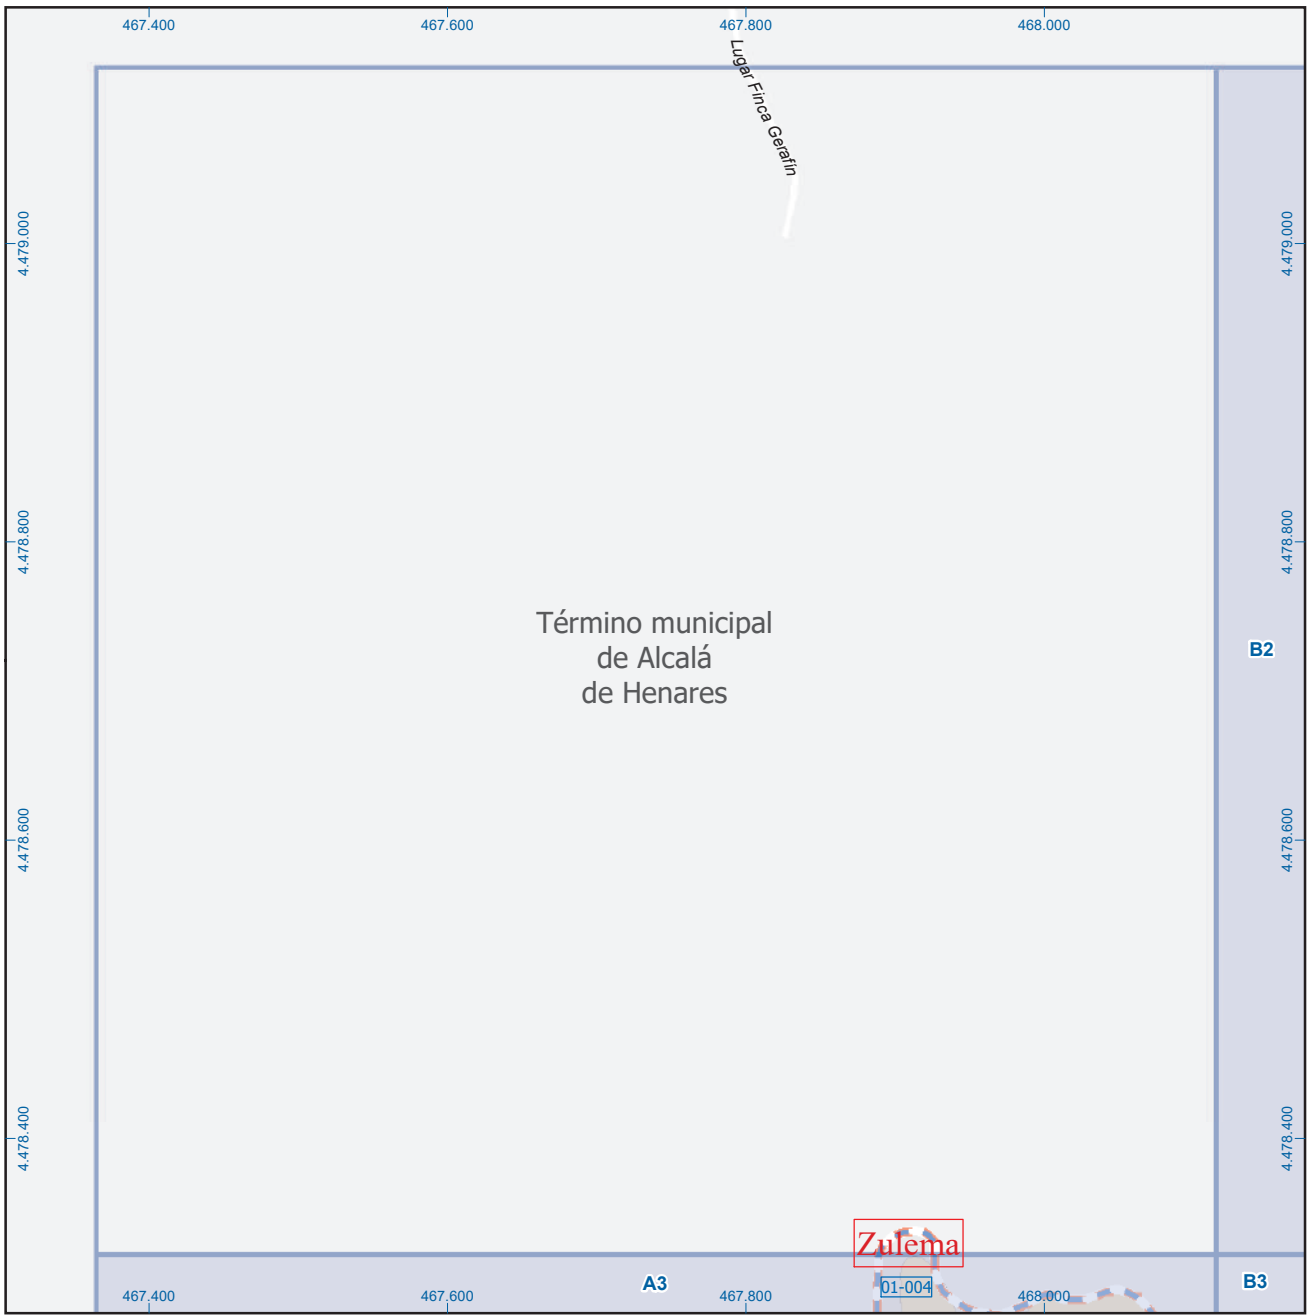 467.400
467.600
467.800
468.000
Lugar Finca Gerafín
4.479.000
4.479.000
4.478.800
4.478.800
Término municipal
de Alcalá
de Henares
B2
4.478.600
4.478.600
4.478.400
4.478.400
Zulema
A3
01-004
B3
467.400
467.600
467.800
468.000